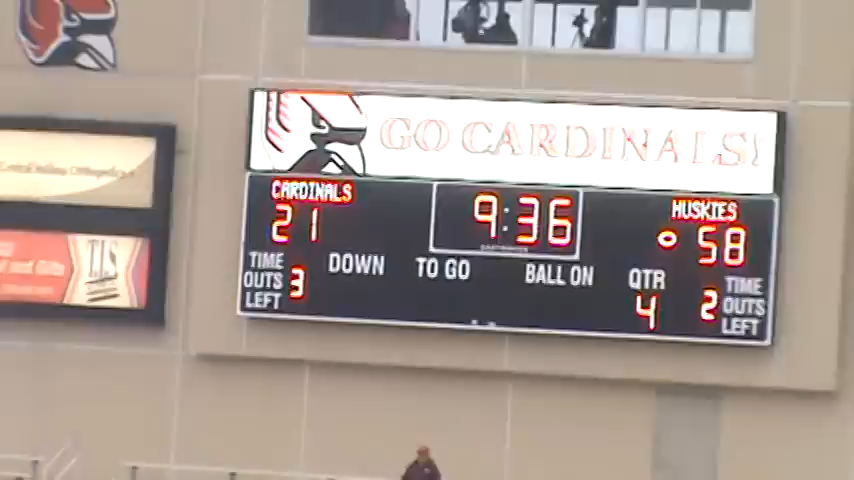 GO CARDINALS!
CARDINALS
21
9:36
HUSKIES
58
TIME
OUTS
LEFT
3
DOWN
TO GO
BALL ON
QTR
4
2
TIME
OUTS
LEFT